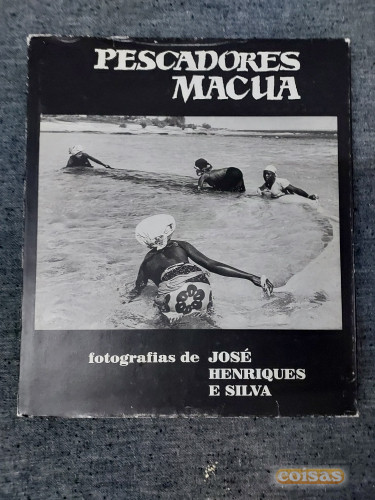 PESCADORES
MACUA
fotografias de JOSÉ
HENRIQUES
E SILVA
coisas